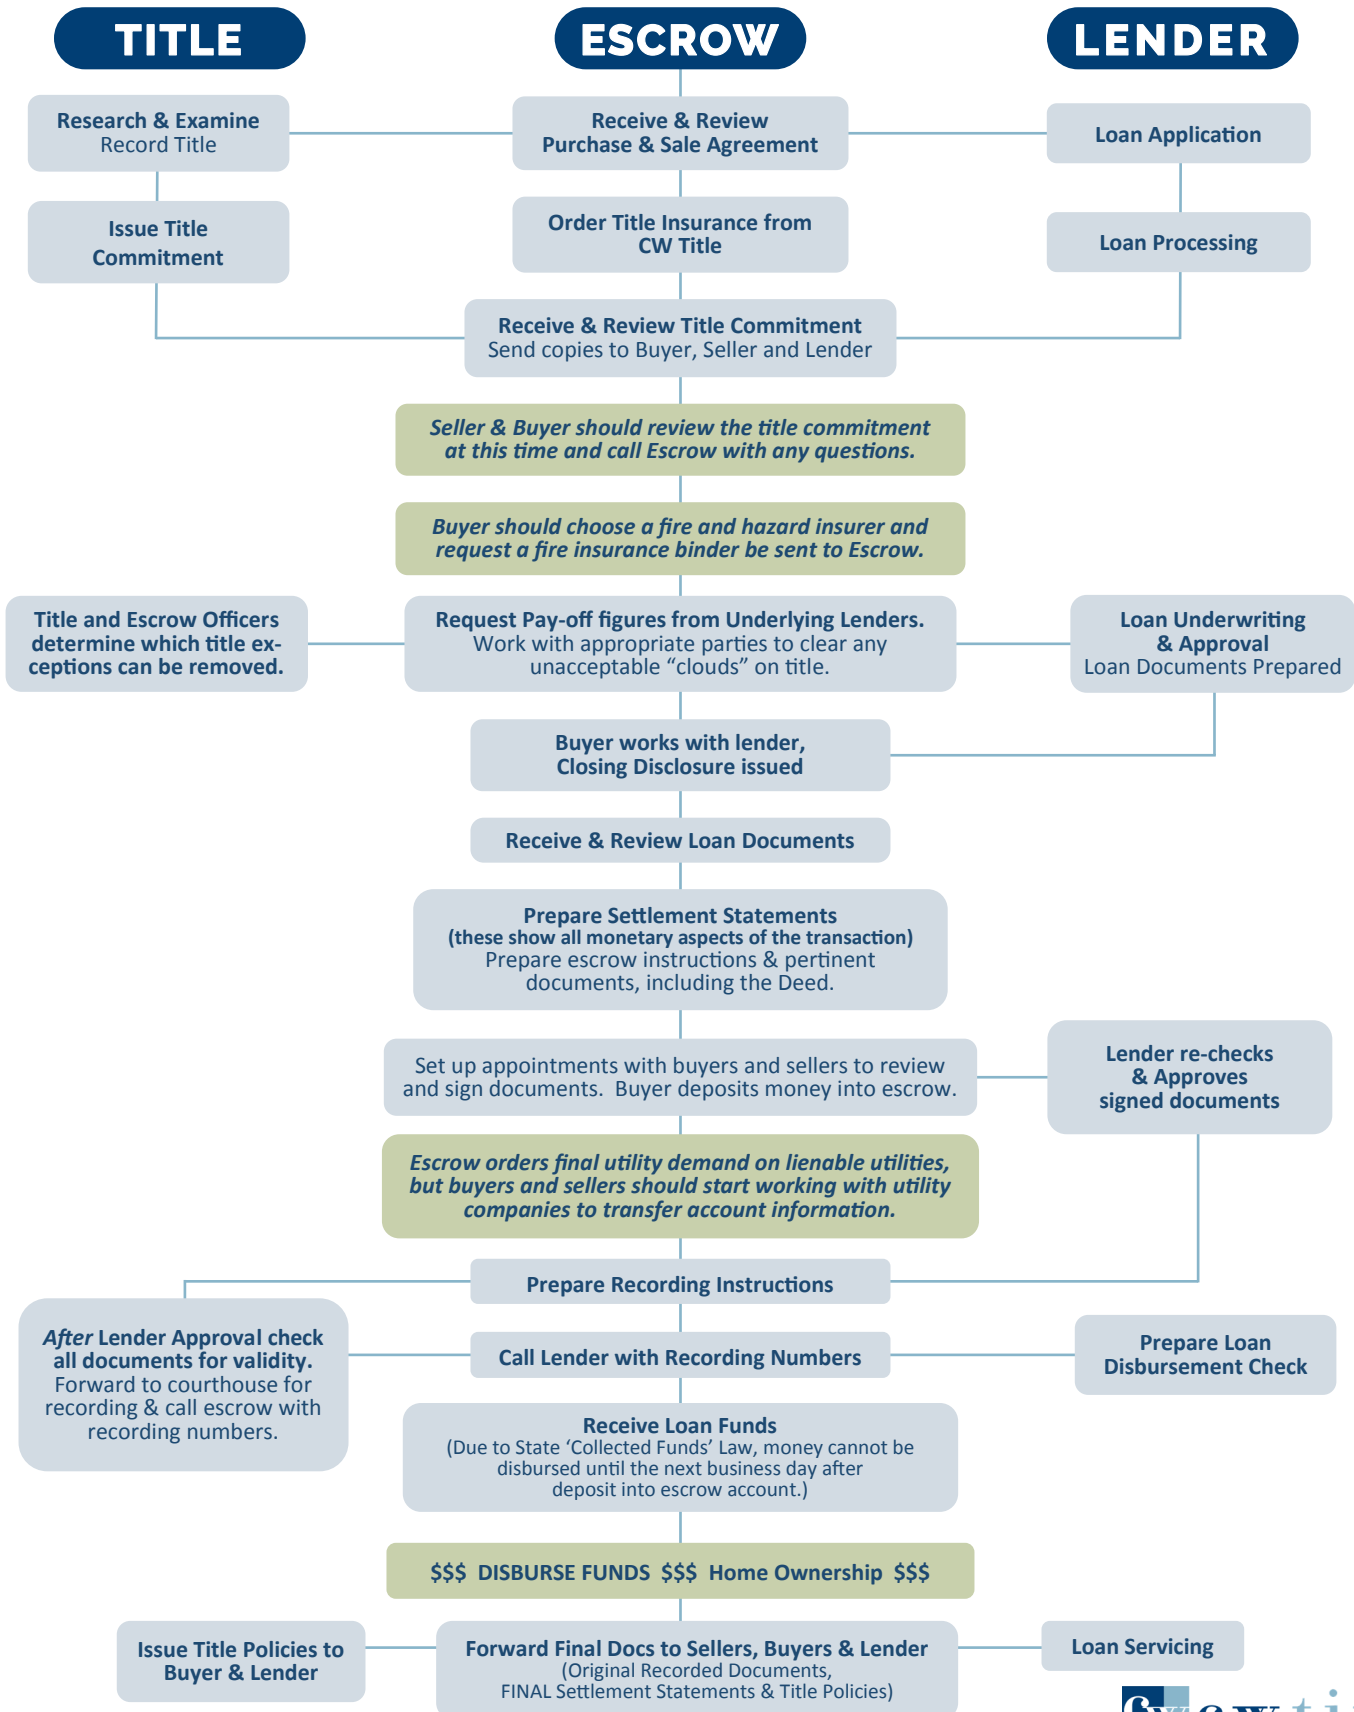 TITLE
ESCROW
LENDER
Research & Examine
Record Title
Receive & Review
Purchase & Sale Agreement
Loan Application
Issue Title
Commitment
Order Title Insurance from
CW Title
Loan Processing
Receive & Review Title Commitment
Send copies to Buyer, Seller and Lender
Seller & Buyer should review the title commitment
at this time and call Escrow with any questions.
Buyer should choose a fire and hazard insurer and
request a fire insurance binder be sent to Escrow.
Title and Escrow Officers
determine which title ex-
ceptions can be removed.
Request Pay-off figures from Underlying Lenders.
Work with appropriate parties to clear any
unacceptable “clouds” on title.
Loan Underwriting
& Approval
Loan Documents Prepared
Buyer works with lender,
Closing Disclosure issued
Receive & Review Loan Documents
Prepare Settlement Statements
(these show all monetary aspects of the transaction)
Prepare escrow instructions & pertinent
documents, including the Deed.
Set up appointments with buyers and sellers to review
and sign documents.  Buyer deposits money into escrow.
Lender re-checks
& Approves
signed documents
Escrow orders final utility demand on lienable utilities,
but buyers and sellers should start working with utility
companies to transfer account information.
Prepare Recording Instructions
After Lender Approval check
all documents for validity.
Forward to courthouse for
recording & call escrow with
recording numbers.
Call Lender with Recording Numbers
Prepare Loan
Disbursement Check
Receive Loan Funds
(Due to State ‘Collected Funds’ Law, money cannot be
disbursed until the next business day after
deposit into escrow account.)
$$$  DISBURSE FUNDS  $$$  Home Ownership  $$$
Issue Title Policies to
Buyer & Lender
Forward Final Docs to Sellers, Buyers & Lender
(Original Recorded Documents,
FINAL Settlement Statements & Title Policies)
Loan Servicing